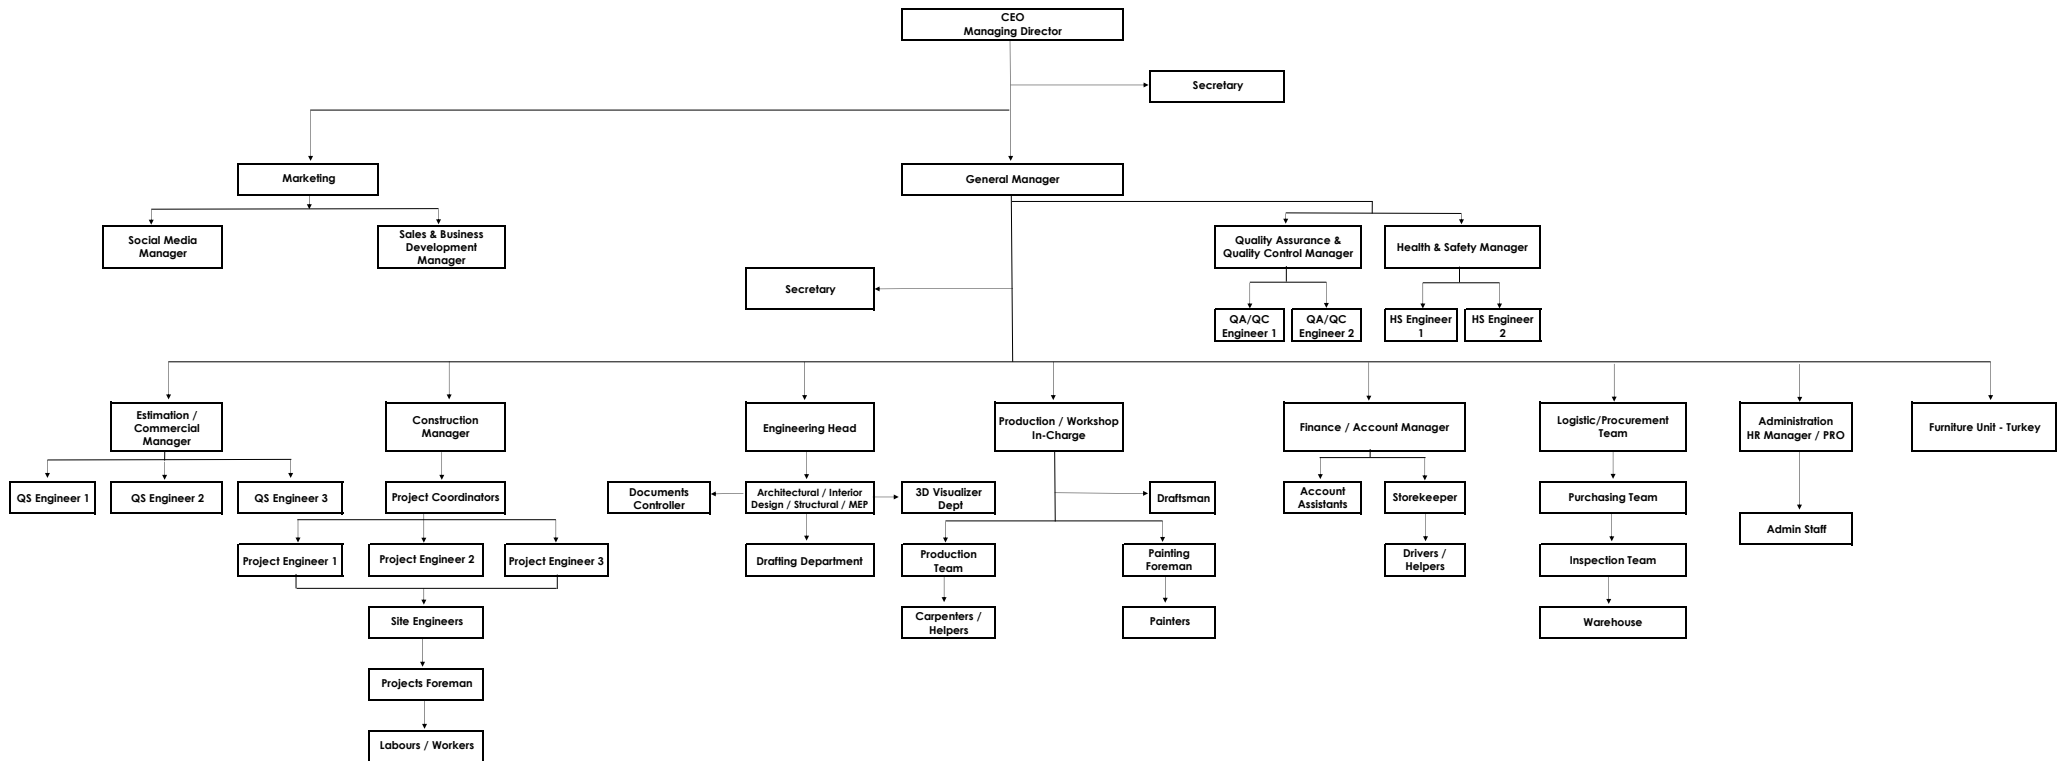 CEO
Managing Director
Secretary
Marketing
General Manager
Social Media
Manager
Sales & Business
Development
Manager
Quality Assurance &
Quality Control Manager
Health & Safety Manager
Secretary
QA/QC
Engineer 1
QA/QC
Engineer 2
HS Engineer
1
HS Engineer
2
Estimation /
Commercial
Manager
Construction
Manager
Engineering Head
Production / Workshop
In-Charge
Finance / Account Manager
Logistic/Procurement
Team
Administration
HR Manager / PRO
Furniture Unit - Turkey
QS Engineer 1
QS Engineer 2
QS Engineer 3
Project Coordinators
Documents
Controller
Architectural / Interior
Design / Structural / MEP
3D Visualizer
Dept
Draftsman
Account
Assistants
Storekeeper
Purchasing Team
Admin Staff
Project Engineer 1
Project Engineer 2
Project Engineer 3
Drafting Department
Production
Team
Painting
Foreman
Drivers /
Helpers
Inspection Team
Site Engineers
Carpenters /
Helpers
Painters
Warehouse
Projects Foreman
Labours / Workers